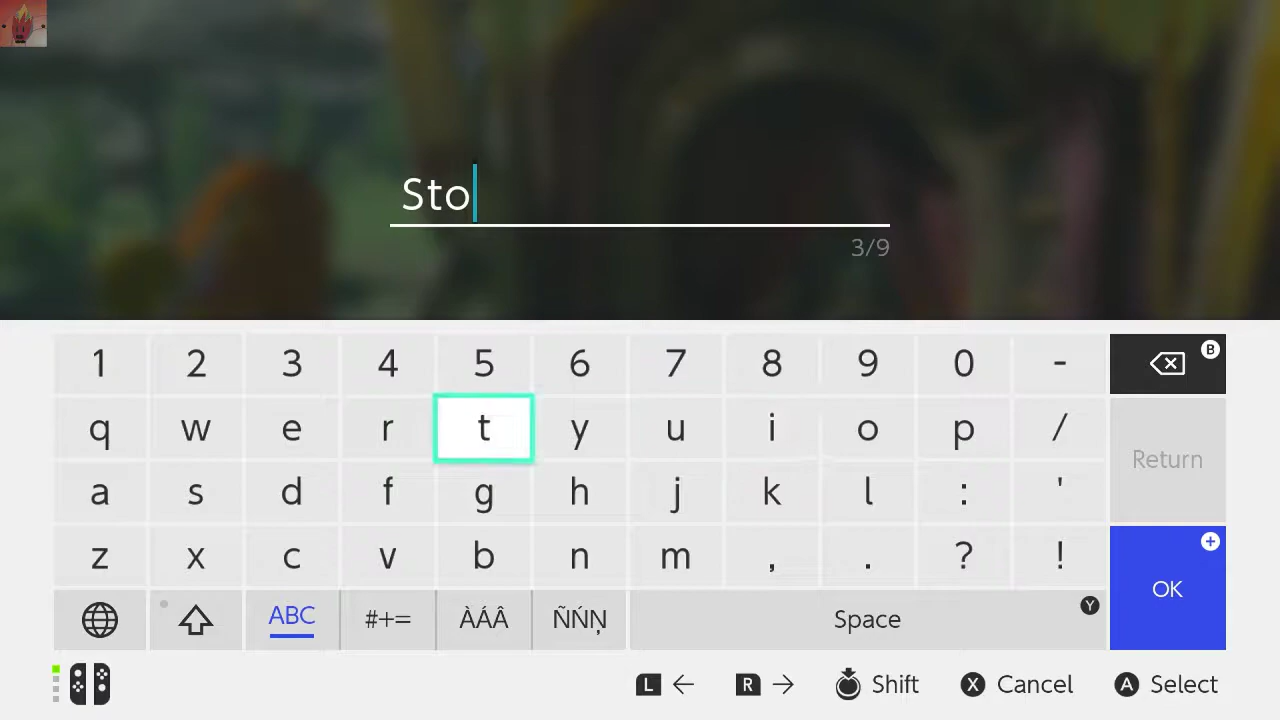 Sto
3/9
1 2 3 4 5 6 7 8 9 0 - B
q w e r t y u i o p / Return
a s d f g h j k l : '
z x c v b n m , . ? ! + OK
ABC #+= ÀÁÂ ÑŃŅ Space Y
L ← R → Shift X Cancel A Select